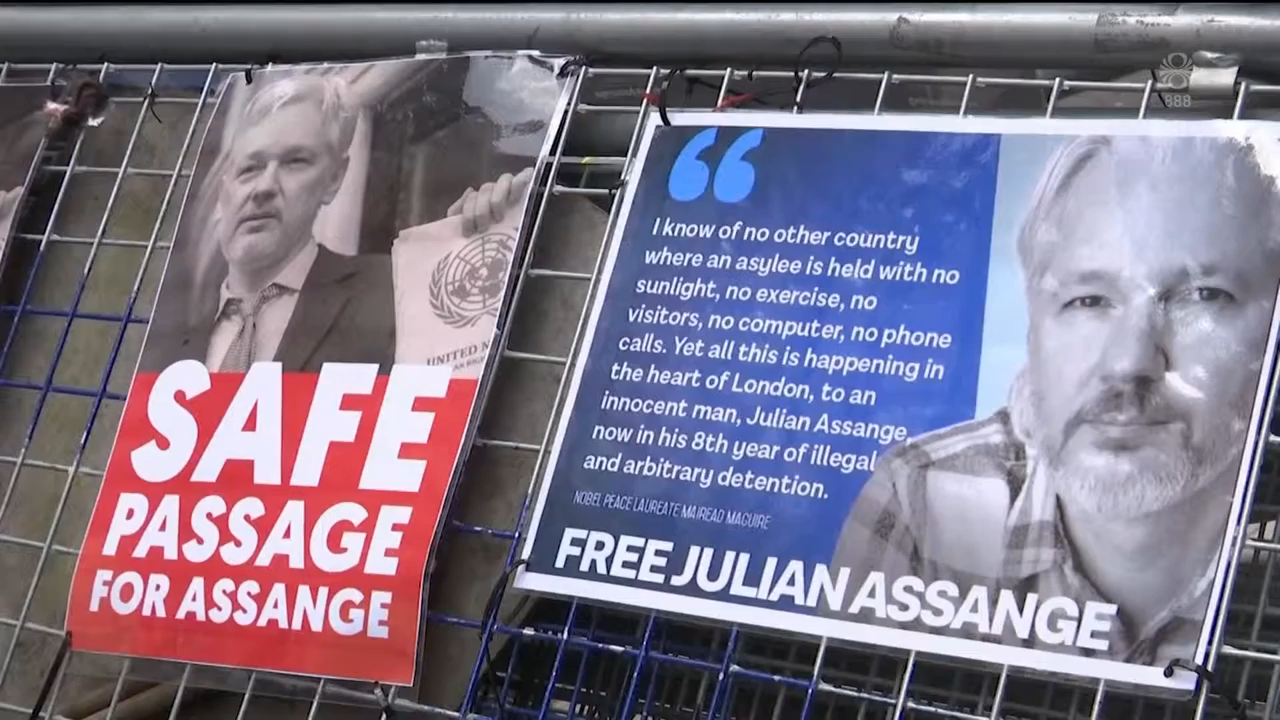 888
SAFE
PASSAGE
FOR ASSANGE
“
I know of no other country
where an asylee is held with no
sunlight, no exercise, no
visitors, no computer, no phone
calls. Yet all this is happening in
the heart of London, to an
innocent man, Julian Assange,
now in his 8th year of illegal
and arbitrary detention.
NOBEL PEACE LAUREATE MAIREAD MAGUIRE
FREE JULIAN ASSANGE
UNITED